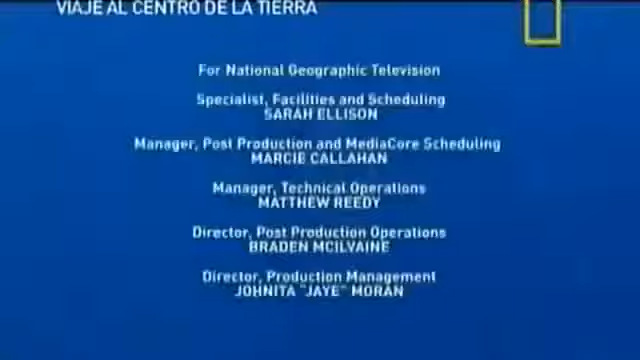 VIAJE AL CENTRO DE LA TIERRA
For National Geographic Television
Specialist, Facilities and Scheduling
SARAH ELLISON
Manager, Post Production and MediaCore Scheduling
MARCIE CALLAHAN
Manager, Technical Operations
MATTHEW REEDY
Director, Post Production Operations
BRADEN MCILVAINE
Director, Production Management
JOHNITA "JAYE" MORAN